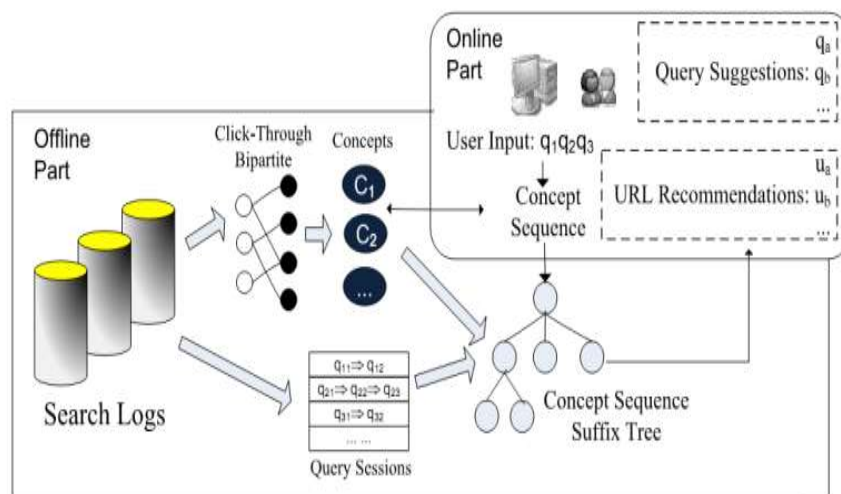 Offline
Part
Search Logs
Click-Through
Bipartite
Concepts
C1
C2
...
q11⇒ q12
q21⇒ q22⇒ q23
q31⇒ q32
... ...
Query Sessions
Online
Part
qa
Query Suggestions: qb
...
User Input: q1q2q3
Concept
Sequence
ua
URL Recommendations: ub
...
Concept Sequence
Suffix Tree